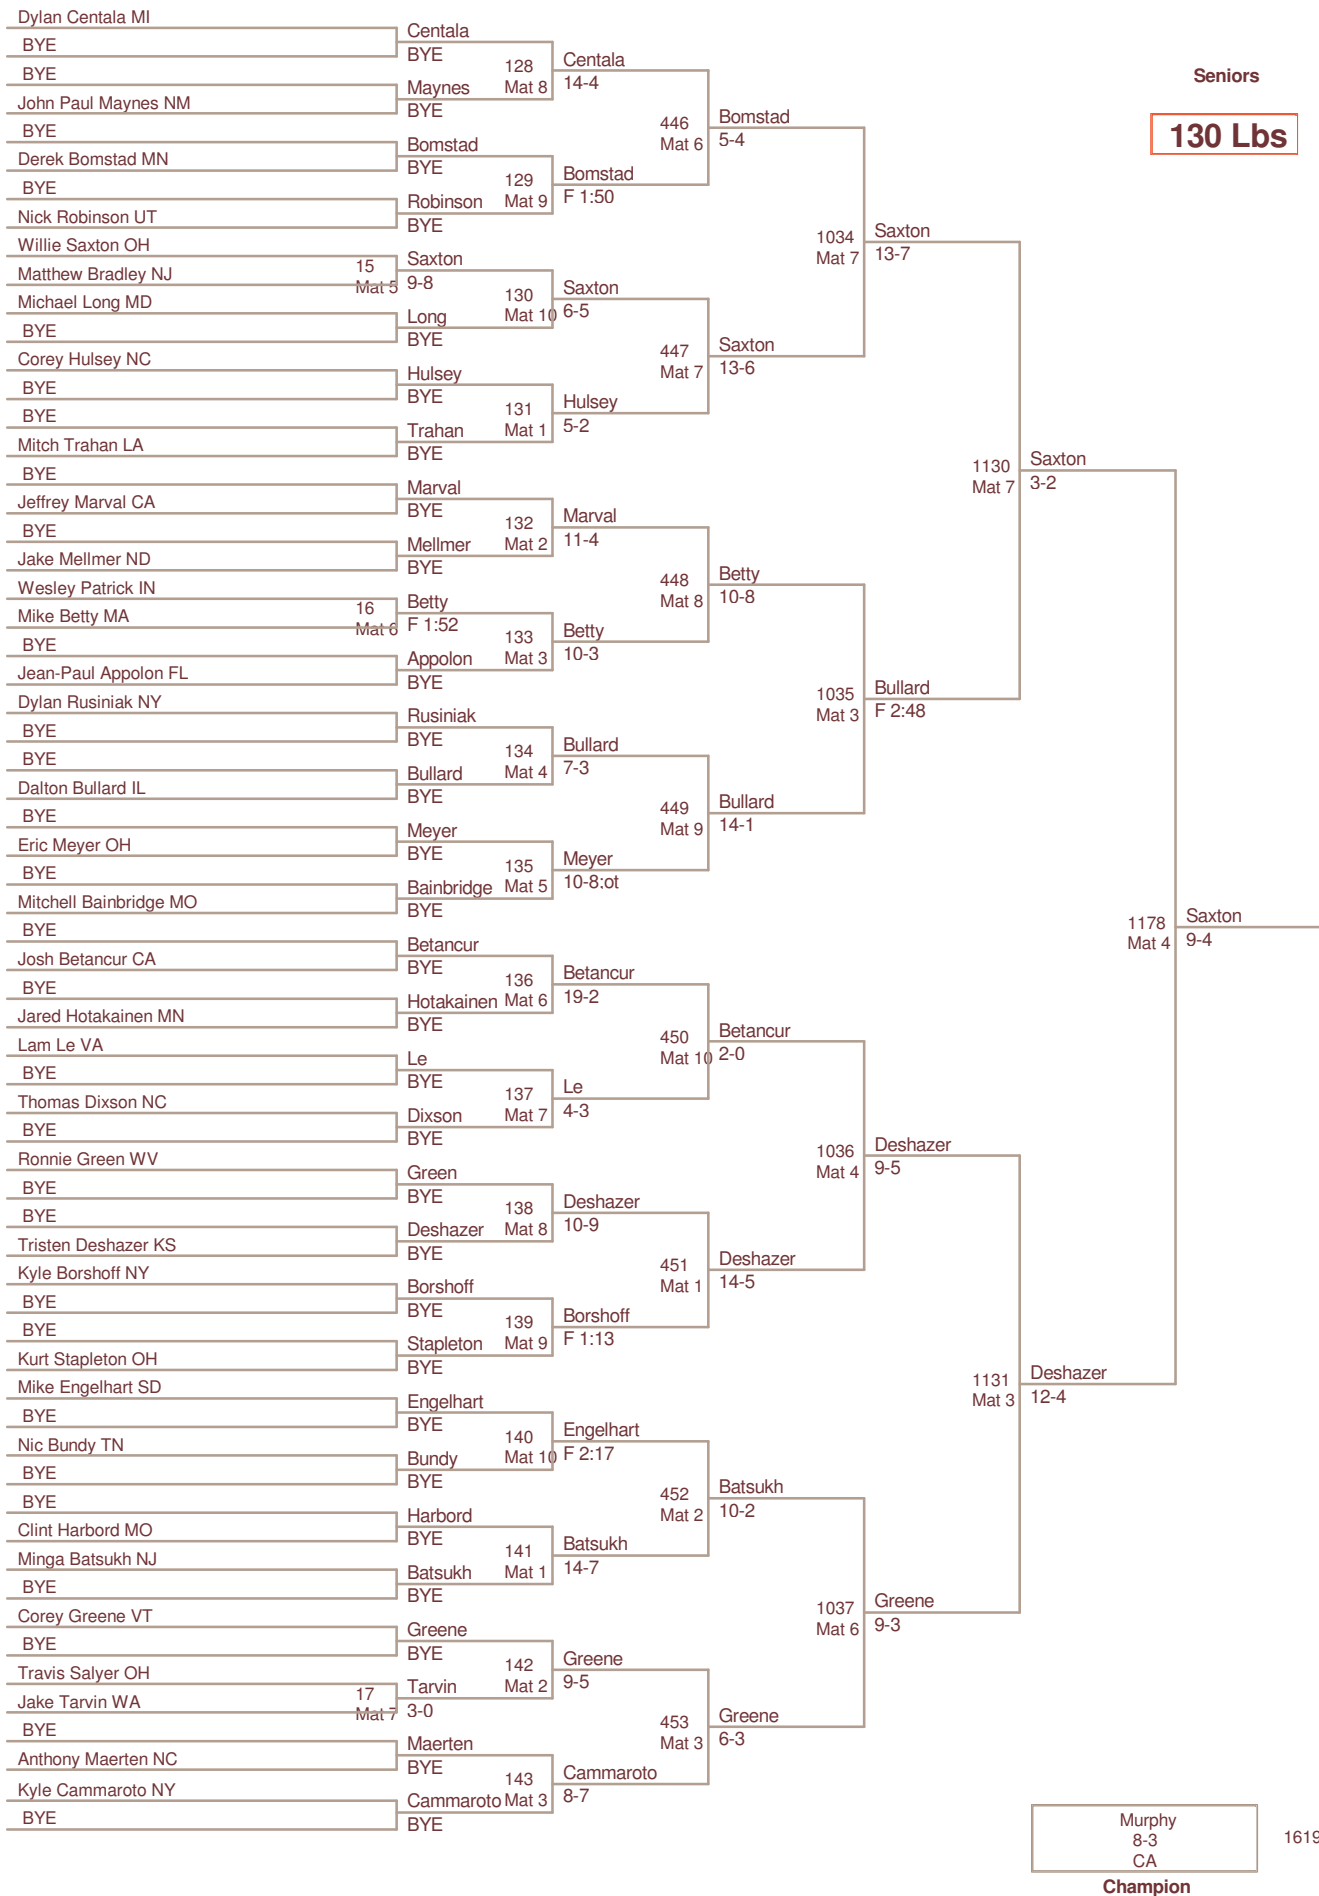 Seniors
130 Lbs
Dylan Centala MI
BYE
BYE
John Paul Maynes NM
BYE
Derek Bomstad MN
BYE
Nick Robinson UT
Willie Saxton OH
Matthew Bradley NJ
Michael Long MD
BYE
Corey Hulsey NC
BYE
BYE
Mitch Trahan LA
BYE
Jeffrey Marval CA
BYE
Jake Mellmer ND
Wesley Patrick IN
Mike Betty MA
BYE
Jean-Paul Appolon FL
Dylan Rusiniak NY
BYE
BYE
Dalton Bullard IL
BYE
Eric Meyer OH
BYE
Mitchell Bainbridge MO
BYE
Josh Betancur CA
BYE
Jared Hotakainen MN
Lam Le VA
BYE
Thomas Dixson NC
BYE
Ronnie Green WV
BYE
BYE
Tristen Deshazer KS
Kyle Borshoff NY
BYE
BYE
Kurt Stapleton OH
Mike Engelhart SD
BYE
Nic Bundy TN
BYE
BYE
Clint Harbord MO
Minga Batsukh NJ
BYE
Corey Greene VT
BYE
Travis Salyer OH
Jake Tarvin WA
BYE
Anthony Maerten NC
Kyle Cammaroto NY
BYE
15
Mat 5
16
Mat 6
17
Mat 7
Centala
BYE
Maynes
BYE
Bomstad
BYE
Robinson
BYE
Saxton
9-8
Long
BYE
Hulsey
BYE
Trahan
BYE
Marval
BYE
Mellmer
BYE
Betty
F 1:52
Appolon
BYE
Rusiniak
BYE
Bullard
BYE
Meyer
BYE
Bainbridge
BYE
Betancur
BYE
Hotakainen
BYE
Le
BYE
Dixson
BYE
Green
BYE
Deshazer
BYE
Borshoff
BYE
Stapleton
BYE
Engelhart
BYE
Bundy
BYE
Harbord
BYE
Batsukh
BYE
Greene
BYE
Tarvin
3-0
Maerten
BYE
Cammaroto
BYE
128
Mat 8
129
Mat 9
130
Mat 10
131
Mat 1
132
Mat 2
133
Mat 3
134
Mat 4
135
Mat 5
136
Mat 6
137
Mat 7
138
Mat 8
139
Mat 9
140
Mat 10
141
Mat 1
142
Mat 2
143
Mat 3
Centala
14-4
Bomstad
F 1:50
Saxton
6-5
Hulsey
5-2
Marval
11-4
Betty
10-3
Bullard
7-3
Meyer
10-8;ot
Betancur
19-2
Le
4-3
Deshazer
10-9
Borshoff
F 1:13
Engelhart
F 2:17
Batsukh
14-7
Greene
9-5
Cammaroto
8-7
446
Mat 6
447
Mat 7
448
Mat 8
449
Mat 9
450
Mat 10
451
Mat 1
452
Mat 2
453
Mat 3
Bomstad
5-4
Saxton
13-6
Betty
10-8
Bullard
14-1
Betancur
2-0
Deshazer
14-5
Batsukh
10-2
Greene
6-3
1034
Mat 7
1035
Mat 3
1036
Mat 4
1037
Mat 6
Saxton
13-7
Bullard
F 2:48
Deshazer
9-5
Greene
9-3
1130
Mat 7
1131
Mat 3
Saxton
3-2
Deshazer
12-4
1178
Mat 4
Saxton
9-4
Murphy
8-3
CA
1619
Champion